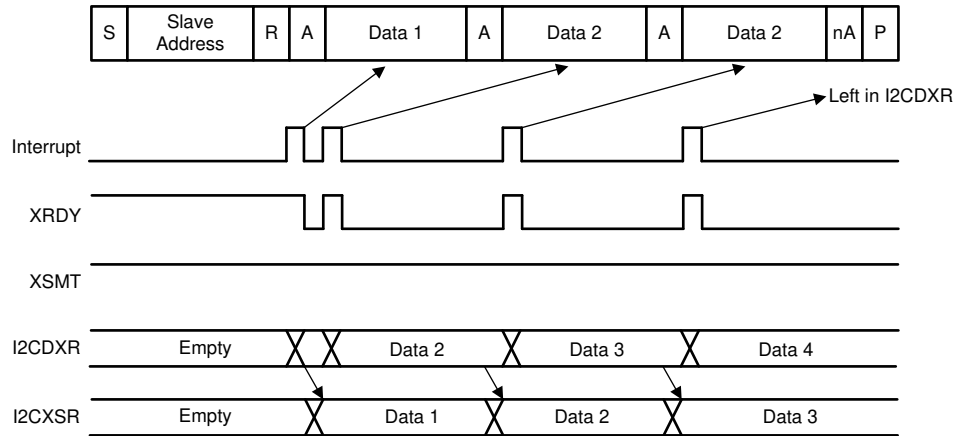 S Slave Address R A Data 1 A Data 2 A Data 2 nA P
Left in I2CDXR
Interrupt
XRDY
XSMT
I2CDXR Empty Data 2 Data 3 Data 4
I2CXSR Empty Data 1 Data 2 Data 3